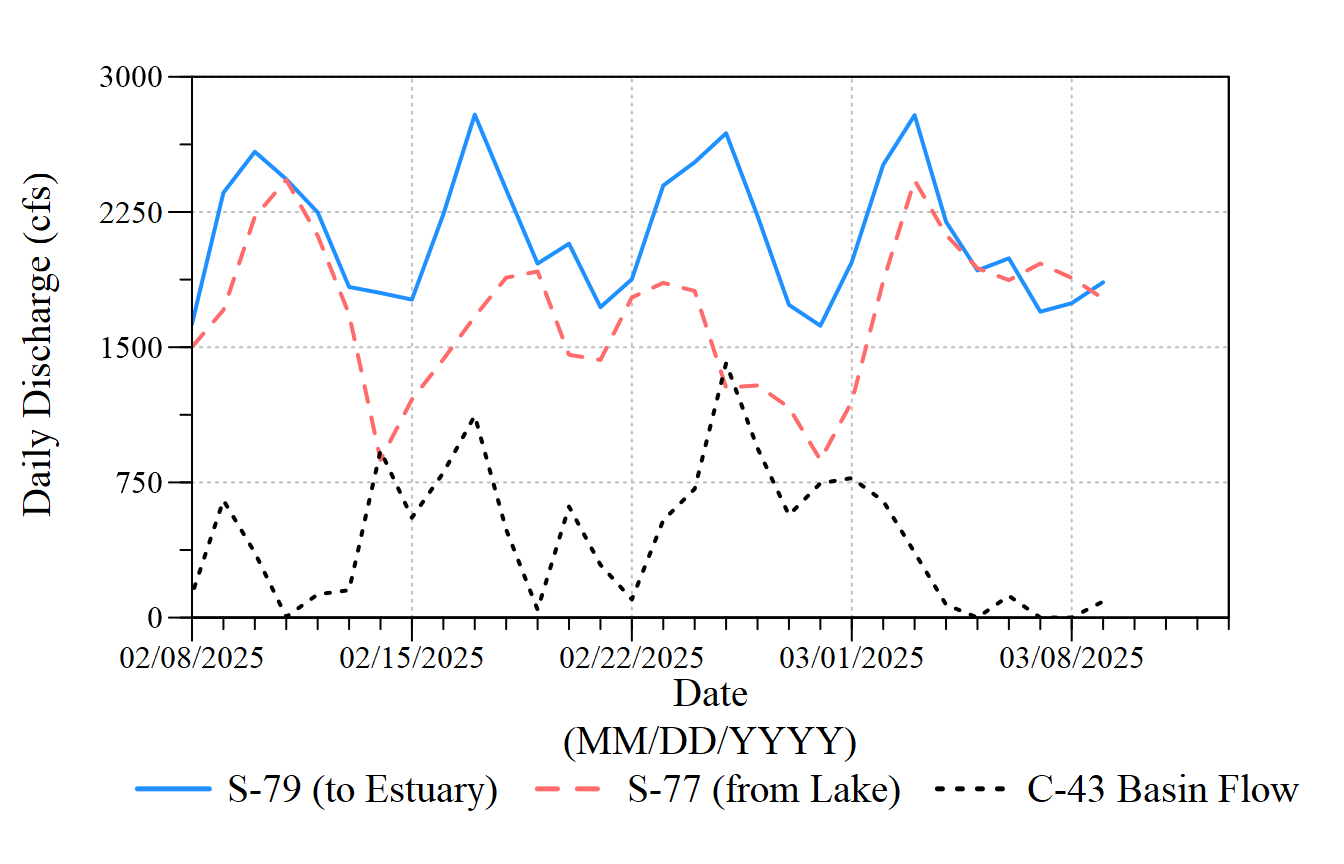 3000
2250
1500
750
0
Daily Discharge (cfs)
02/08/2025 02/15/2025 02/22/2025 03/01/2025 03/08/2025
Date
(MM/DD/YYYY)
S-79 (to Estuary) S-77 (from Lake) C-43 Basin Flow